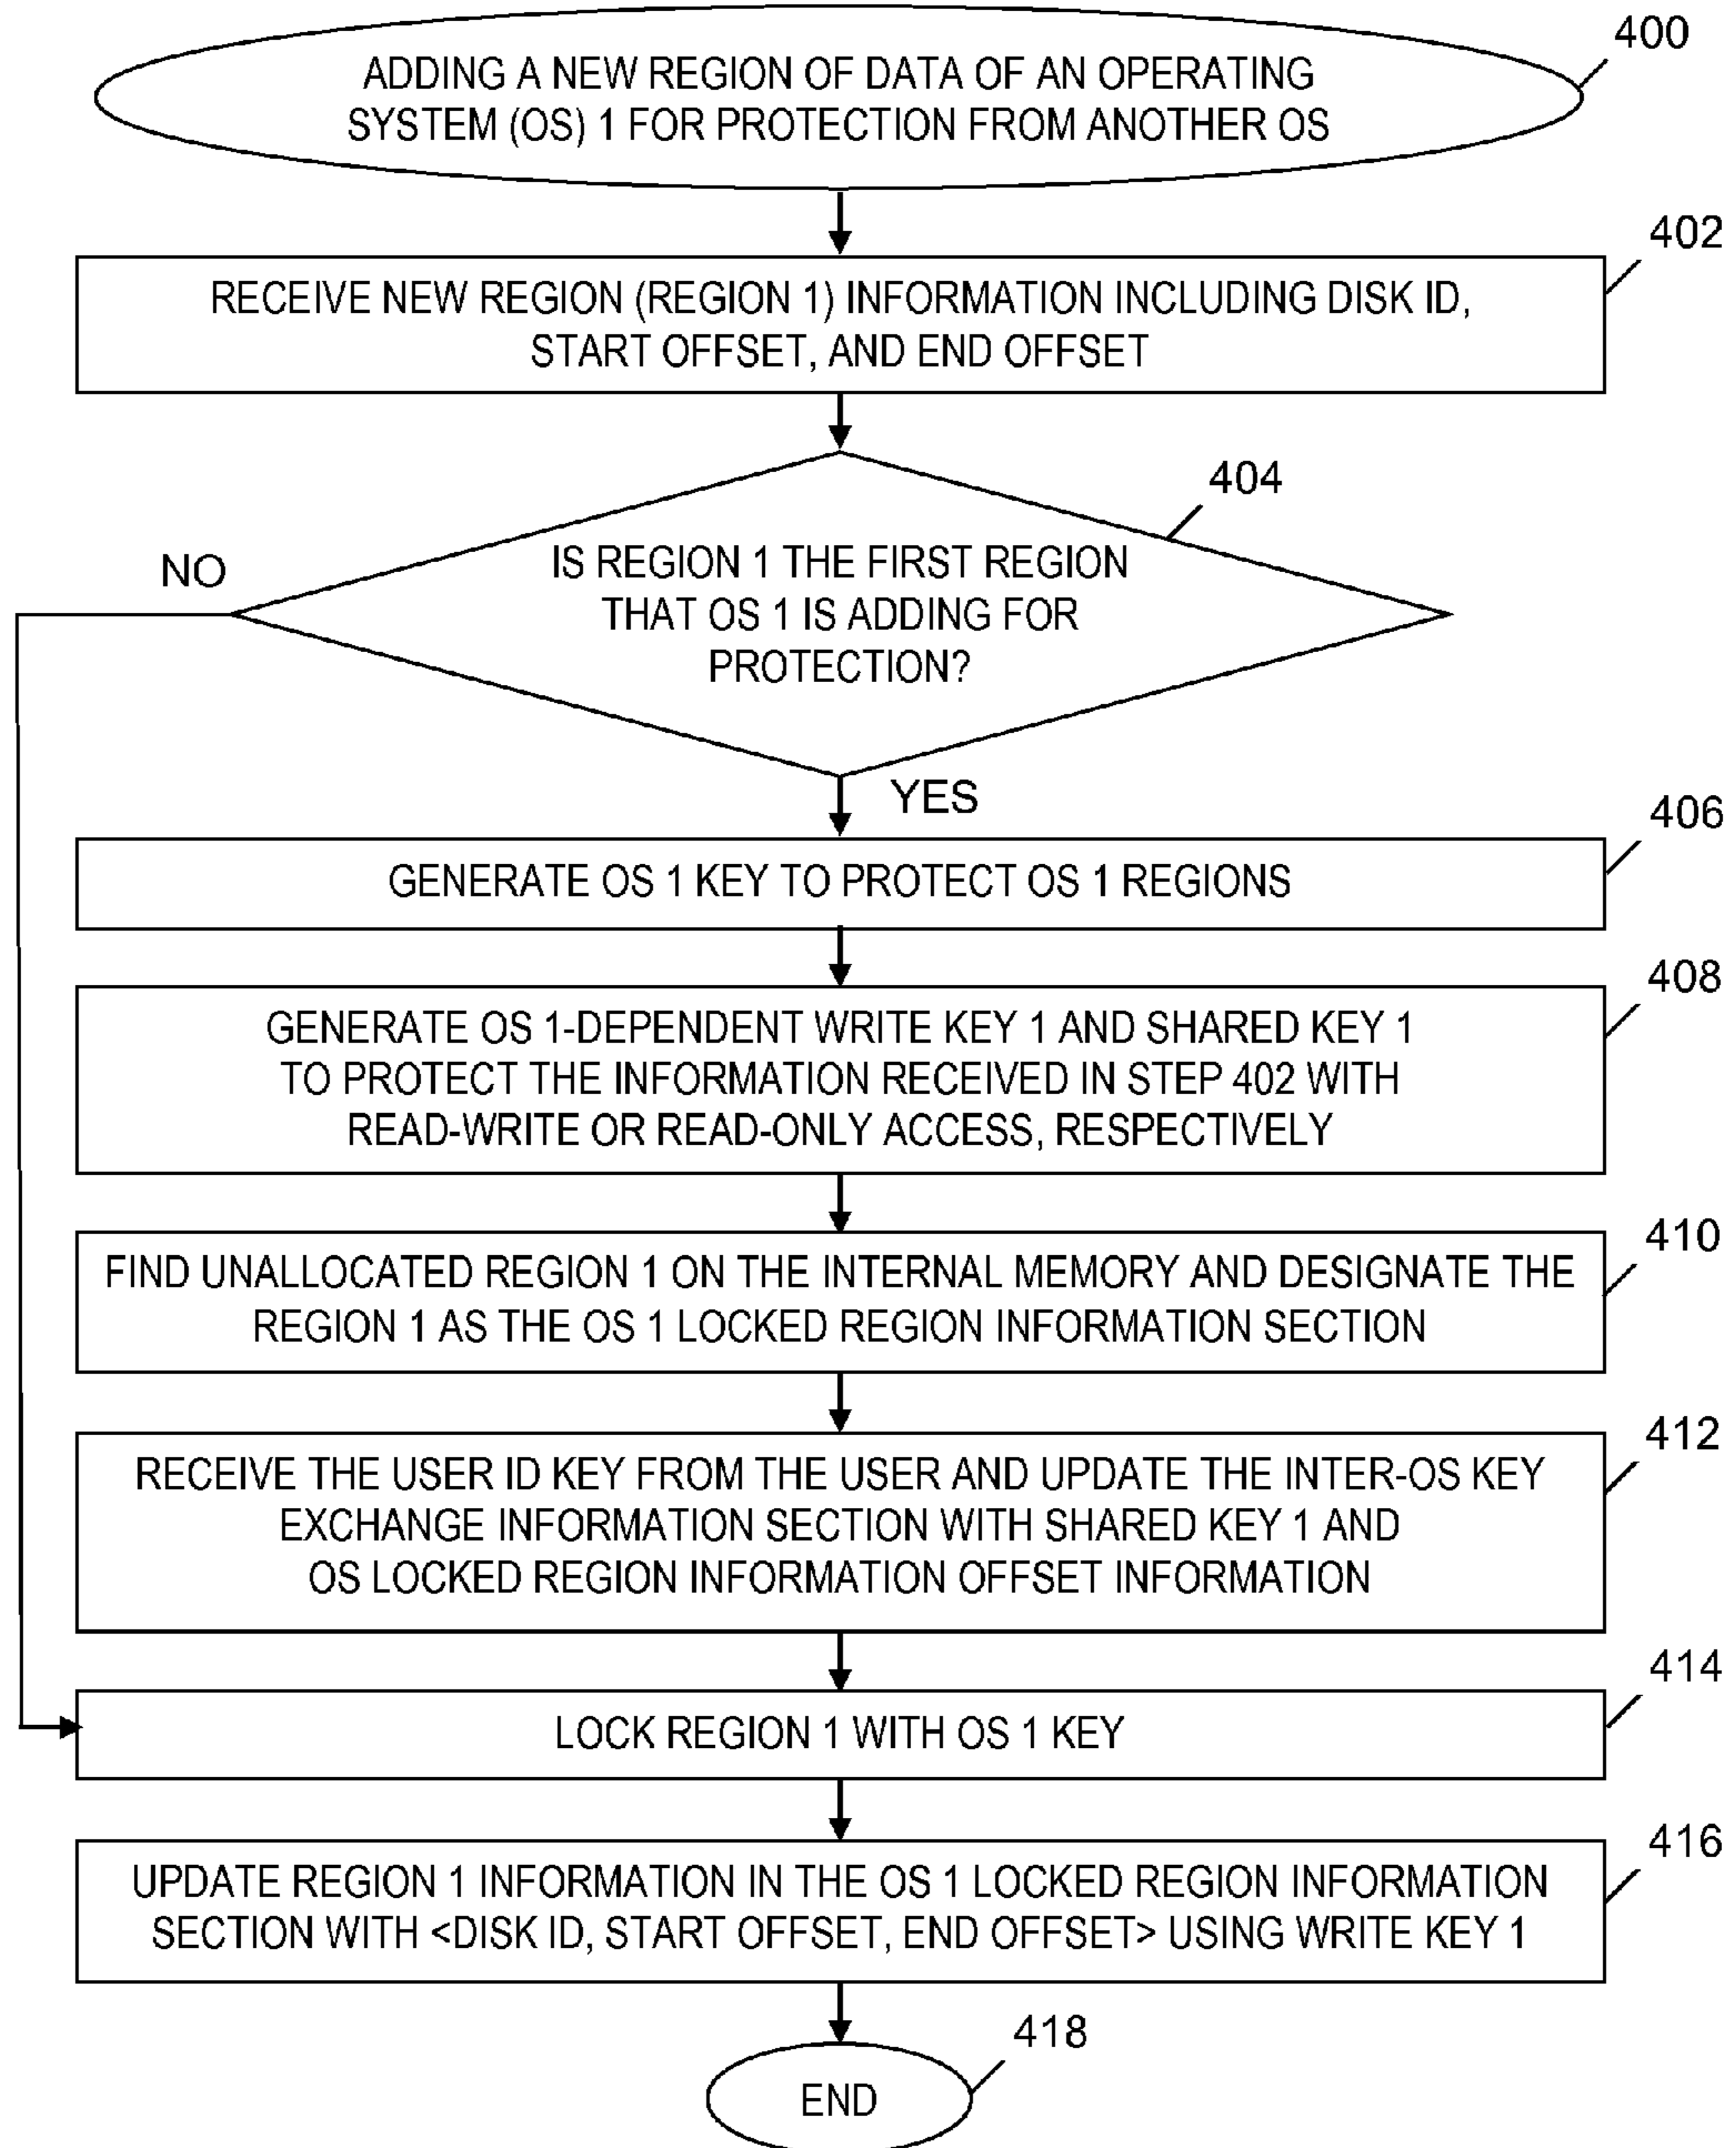 400
ADDING A NEW REGION OF DATA OF AN OPERATING
SYSTEM (OS) 1 FOR PROTECTION FROM ANOTHER OS
402
RECEIVE NEW REGION (REGION 1) INFORMATION INCLUDING DISK ID,
START OFFSET, AND END OFFSET
404
NO
IS REGION 1 THE FIRST REGION
THAT OS 1 IS ADDING FOR
PROTECTION?
YES
406
GENERATE OS 1 KEY TO PROTECT OS 1 REGIONS
408
GENERATE OS 1-DEPENDENT WRITE KEY 1 AND SHARED KEY 1
TO PROTECT THE INFORMATION RECEIVED IN STEP 402 WITH
READ-WRITE OR READ-ONLY ACCESS, RESPECTIVELY
410
FIND UNALLOCATED REGION 1 ON THE INTERNAL MEMORY AND DESIGNATE THE
REGION 1 AS THE OS 1 LOCKED REGION INFORMATION SECTION
412
RECEIVE THE USER ID KEY FROM THE USER AND UPDATE THE INTER-OS KEY
EXCHANGE INFORMATION SECTION WITH SHARED KEY 1 AND
OS LOCKED REGION INFORMATION OFFSET INFORMATION
414
LOCK REGION 1 WITH OS 1 KEY
416
UPDATE REGION 1 INFORMATION IN THE OS 1 LOCKED REGION INFORMATION
SECTION WITH <DISK ID, START OFFSET, END OFFSET> USING WRITE KEY 1
418
END